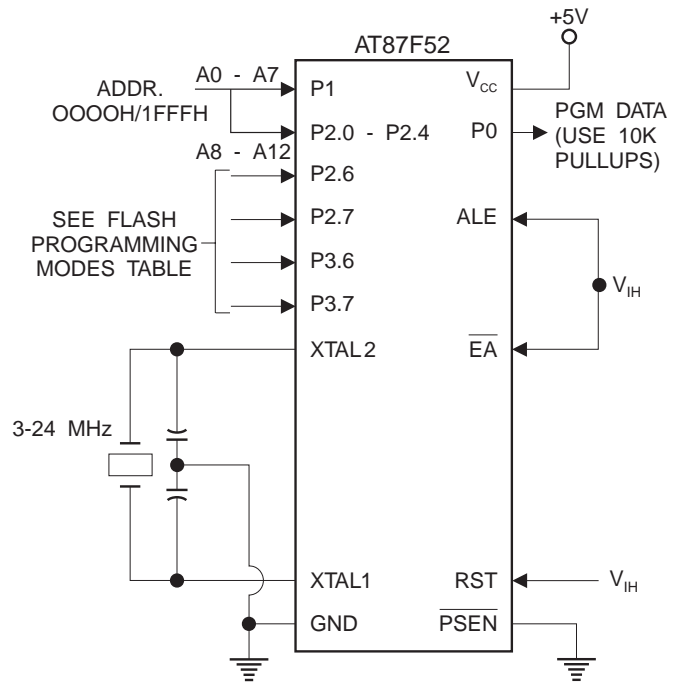 +5V
AT87F52
ADDR.
OOOOH/1FFFH
A0 - A7
P1
VCC
P2.0 - P2.4
P0
PGM DATA
(USE 10K
PULLUPS)
A8 - A12
P2.6
SEE FLASH
PROGRAMMING
MODES TABLE
P2.7
ALE
P3.6
VIH
P3.7
XTAL2
EA
3-24 MHz
XTAL1
RST
VIH
GND
PSEN